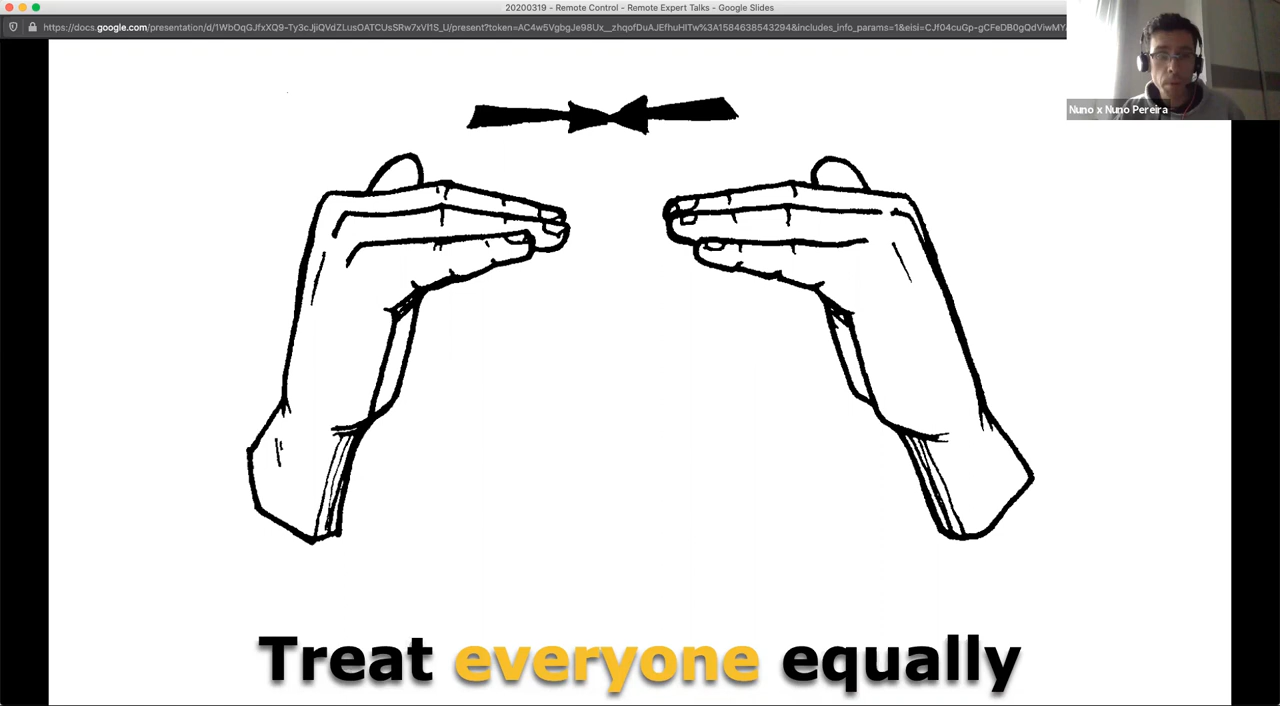 20200319 - Remote Control - Remote Expert Talks - Google Slides
Nuno x Nuno Pereira
Treat everyone equally